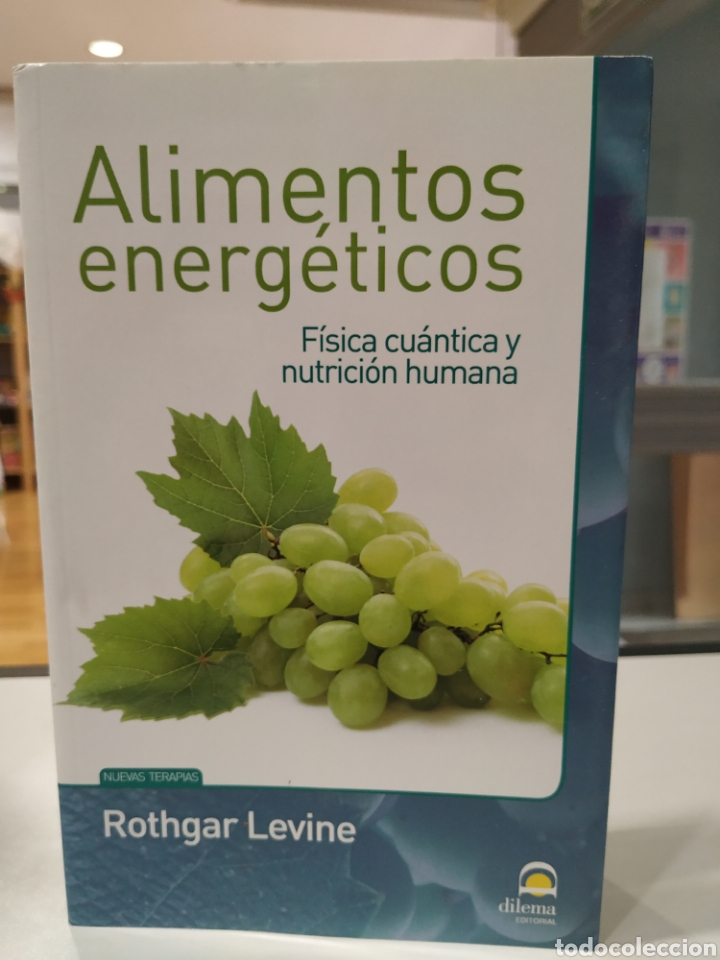 Alimentos
energéticos
Física cuántica y
nutrición humana
NUEVAS TERAPIAS
Rothgar Levine
dilema
EDITORIAL
todocoleccion